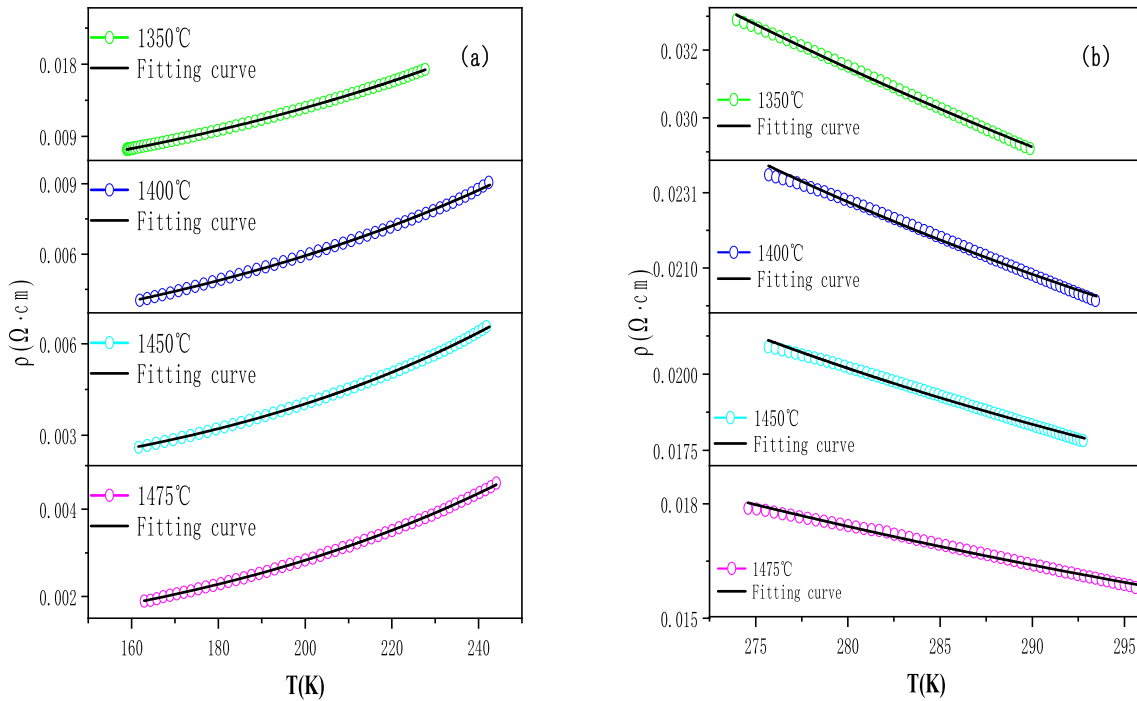 (a)
1350℃
Fitting curve
0.018
0.009
1400℃
Fitting curve
0.009
0.006
1450℃
Fitting curve
0.006
0.003
1475℃
Fitting curve
0.004
0.002
ρ(Ω·cm)
160 180 200 220 240
T(K)
(b)
0.032
0.030
1350℃
Fitting curve
0.0231
0.0210
1400℃
Fitting curve
0.0200
0.0175
1450℃
Fitting curve
0.018
0.015
1475℃
Fitting curve
ρ(Ω·cm)
275 280 285 290 295
T(K)